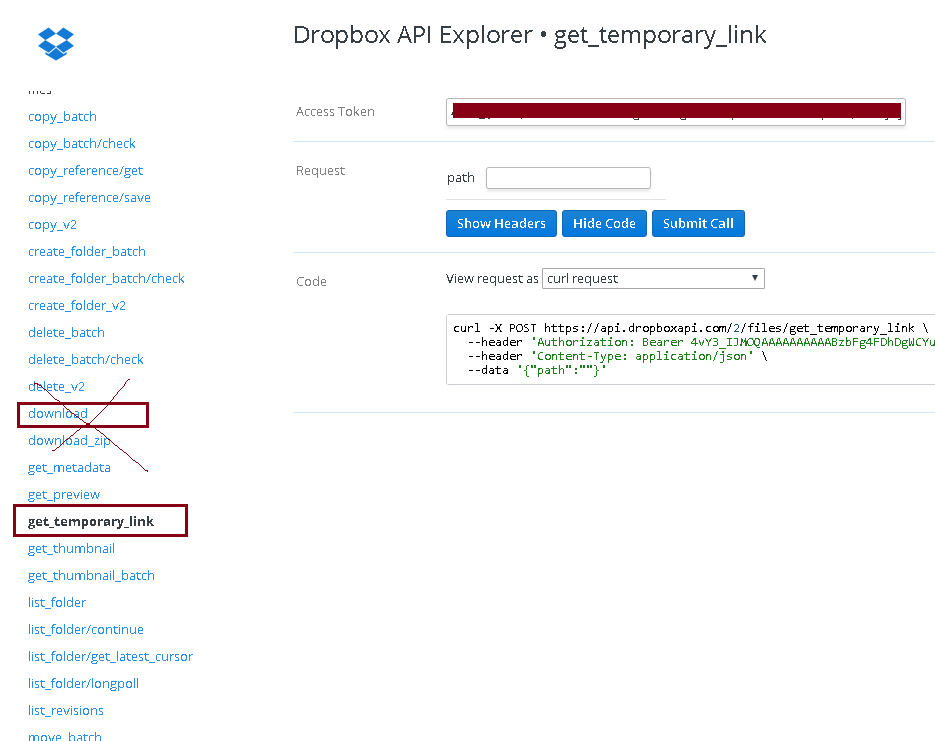 Dropbox API Explorer • get_temporary_link
copy_batch
copy_batch/check
copy_reference/get
copy_reference/save
copy_v2
create_folder_batch
create_folder_batch/check
create_folder_v2
delete_batch
delete_batch/check
delete_v2
download
download_zip
get_metadata
get_preview
get_temporary_link
get_thumbnail
get_thumbnail_batch
list_folder
list_folder/continue
list_folder/get_latest_cursor
list_folder/longpoll
list_revisions
move_batch
Access Token
Request
path
Show Headers Hide Code Submit Call
Code
View request as curl request
curl -X POST https://api.dropboxapi.com/2/files/get_temporary_link \
--header 'Authorization: Bearer 4vY3_IJMOQAAAAAAAAAABzbFg4FDhDgWCYu
--header 'Content-Type: application/json' \
--data '{"path":""}'